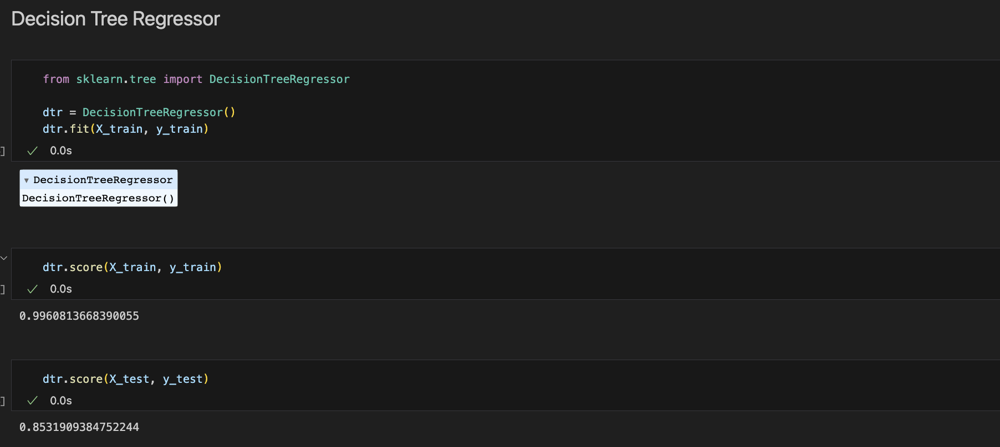 Decision Tree Regressor
from sklearn.tree import DecisionTreeRegressor
dtr = DecisionTreeRegressor()
dtr.fit(X_train, y_train)
] ✓ 0.0s
▼ DecisionTreeRegressor
DecisionTreeRegressor()
dtr.score(X_train, y_train)
] ✓ 0.0s
0.9960813668390055
dtr.score(X_test, y_test)
] ✓ 0.0s
0.8531909384752244